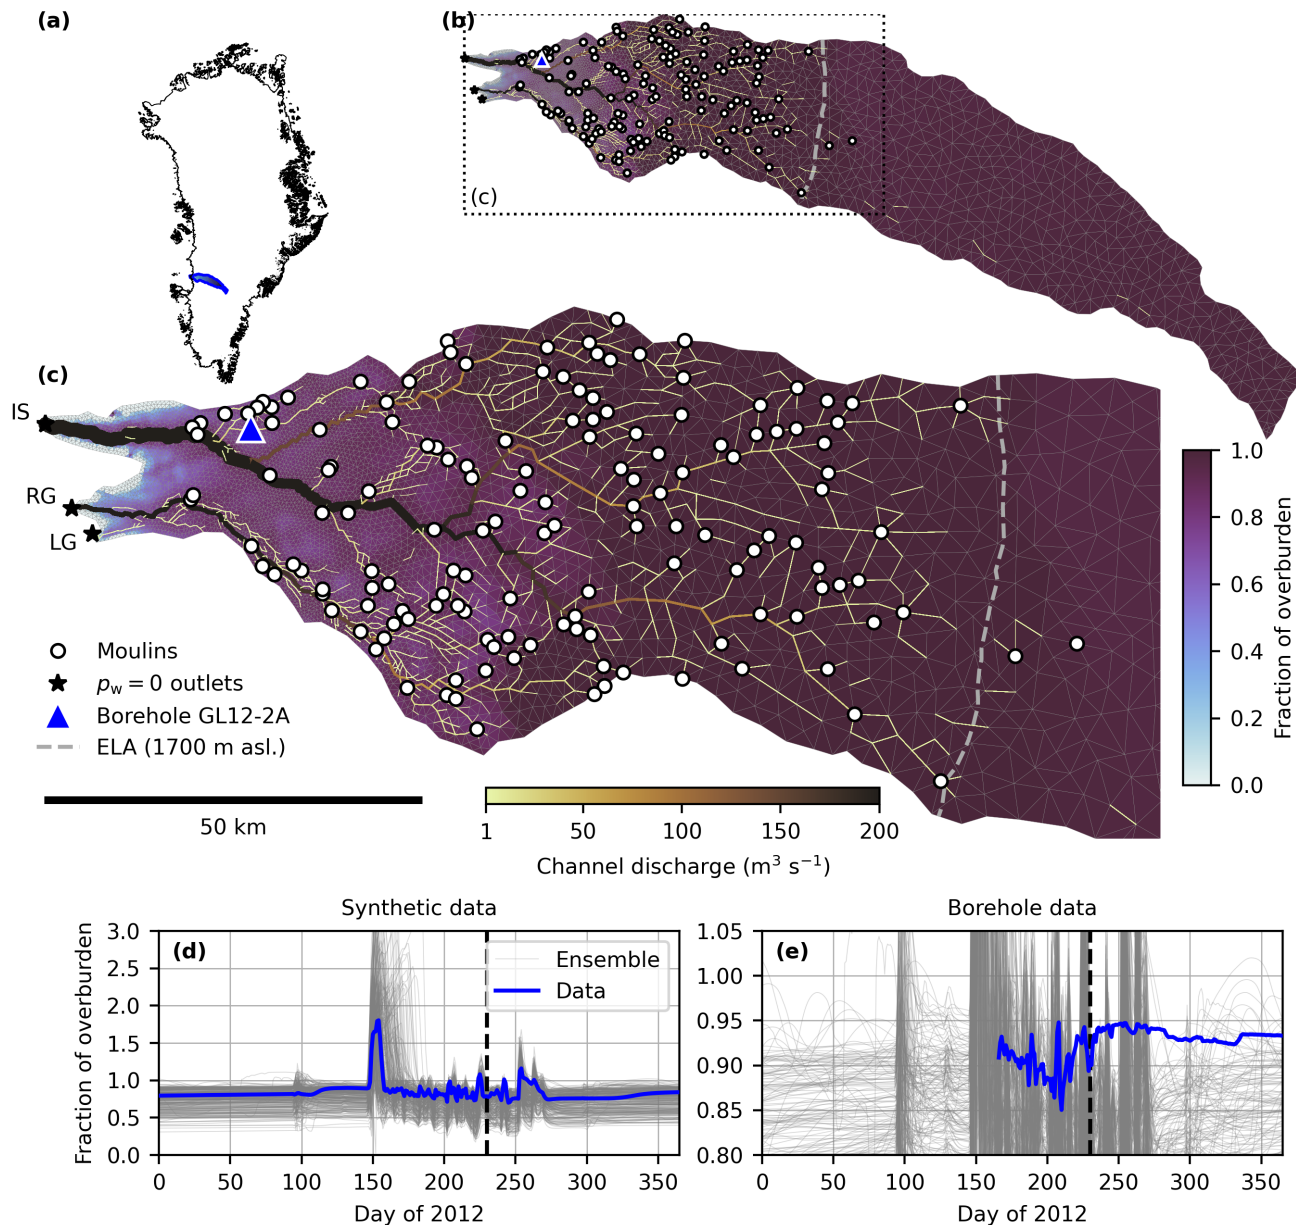 (a)
(b)
(c)
(c)
IS
RG
LG
Moulins
p_w = 0 outlets
Borehole GL12-2A
ELA (1700 m asl.)
50 km
1 50 100 150 200
Channel discharge (m³ s⁻¹)
1.0
0.8
0.6
0.4
0.2
0.0
Fraction of overburden
Synthetic data
(d)
Ensemble
Data
3.0
2.5
2.0
1.5
1.0
0.5
0.0
Fraction of overburden
0 50 100 150 200 250 300 350
Day of 2012
Borehole data
(e)
1.05
1.00
0.95
0.90
0.85
0.80
0 50 100 150 200 250 300 350
Day of 2012